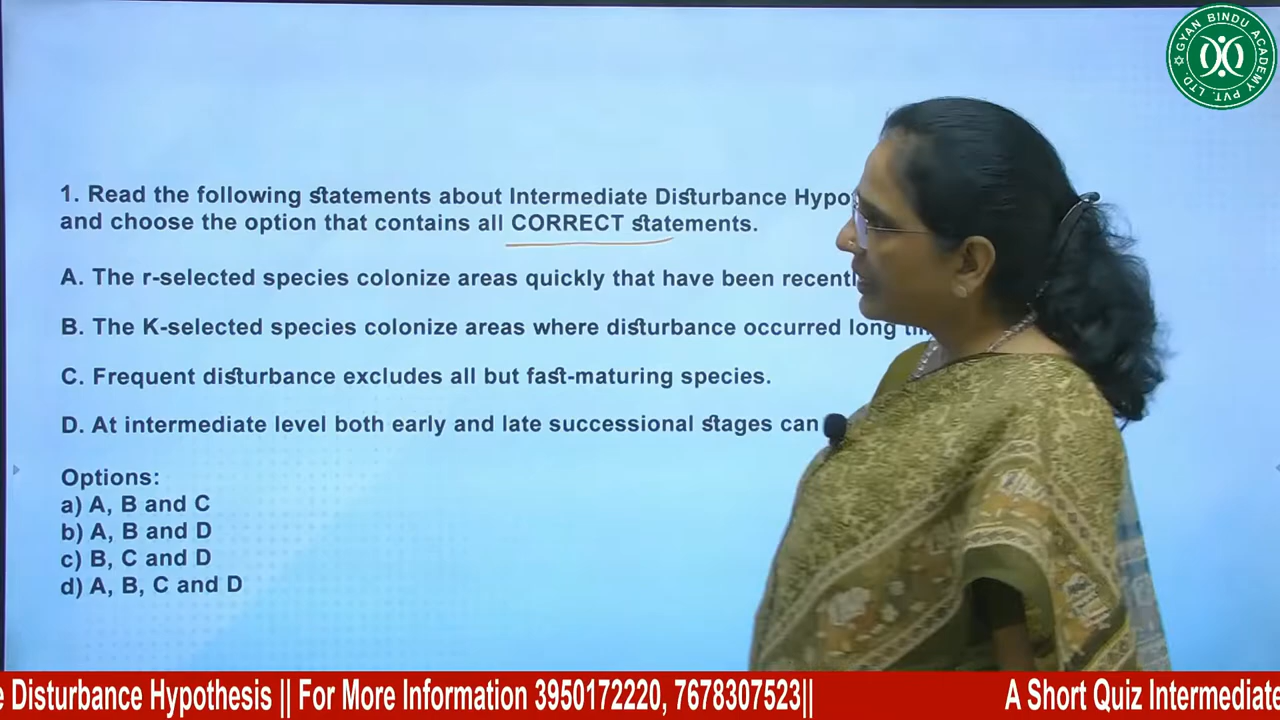 GYAN BINDU ACADEMY PVT. LTD.
1. Read the following statements about Intermediate Disturbance
and choose the option that contains all CORRECT statements.
A. The r-selected species colonize areas quickly that have been
B. The K-selected species colonize areas where disturbance occurred long
C. Frequent disturbance excludes all but fast-maturing species.
D. At intermediate level both early and late successional stages can
Options:
a) A, B and C
b) A, B and D
c) B, C and D
d) A, B, C and D
Disturbance Hypothesis || For More Information 3950172220, 7678307523|| A Short Quiz Intermediate